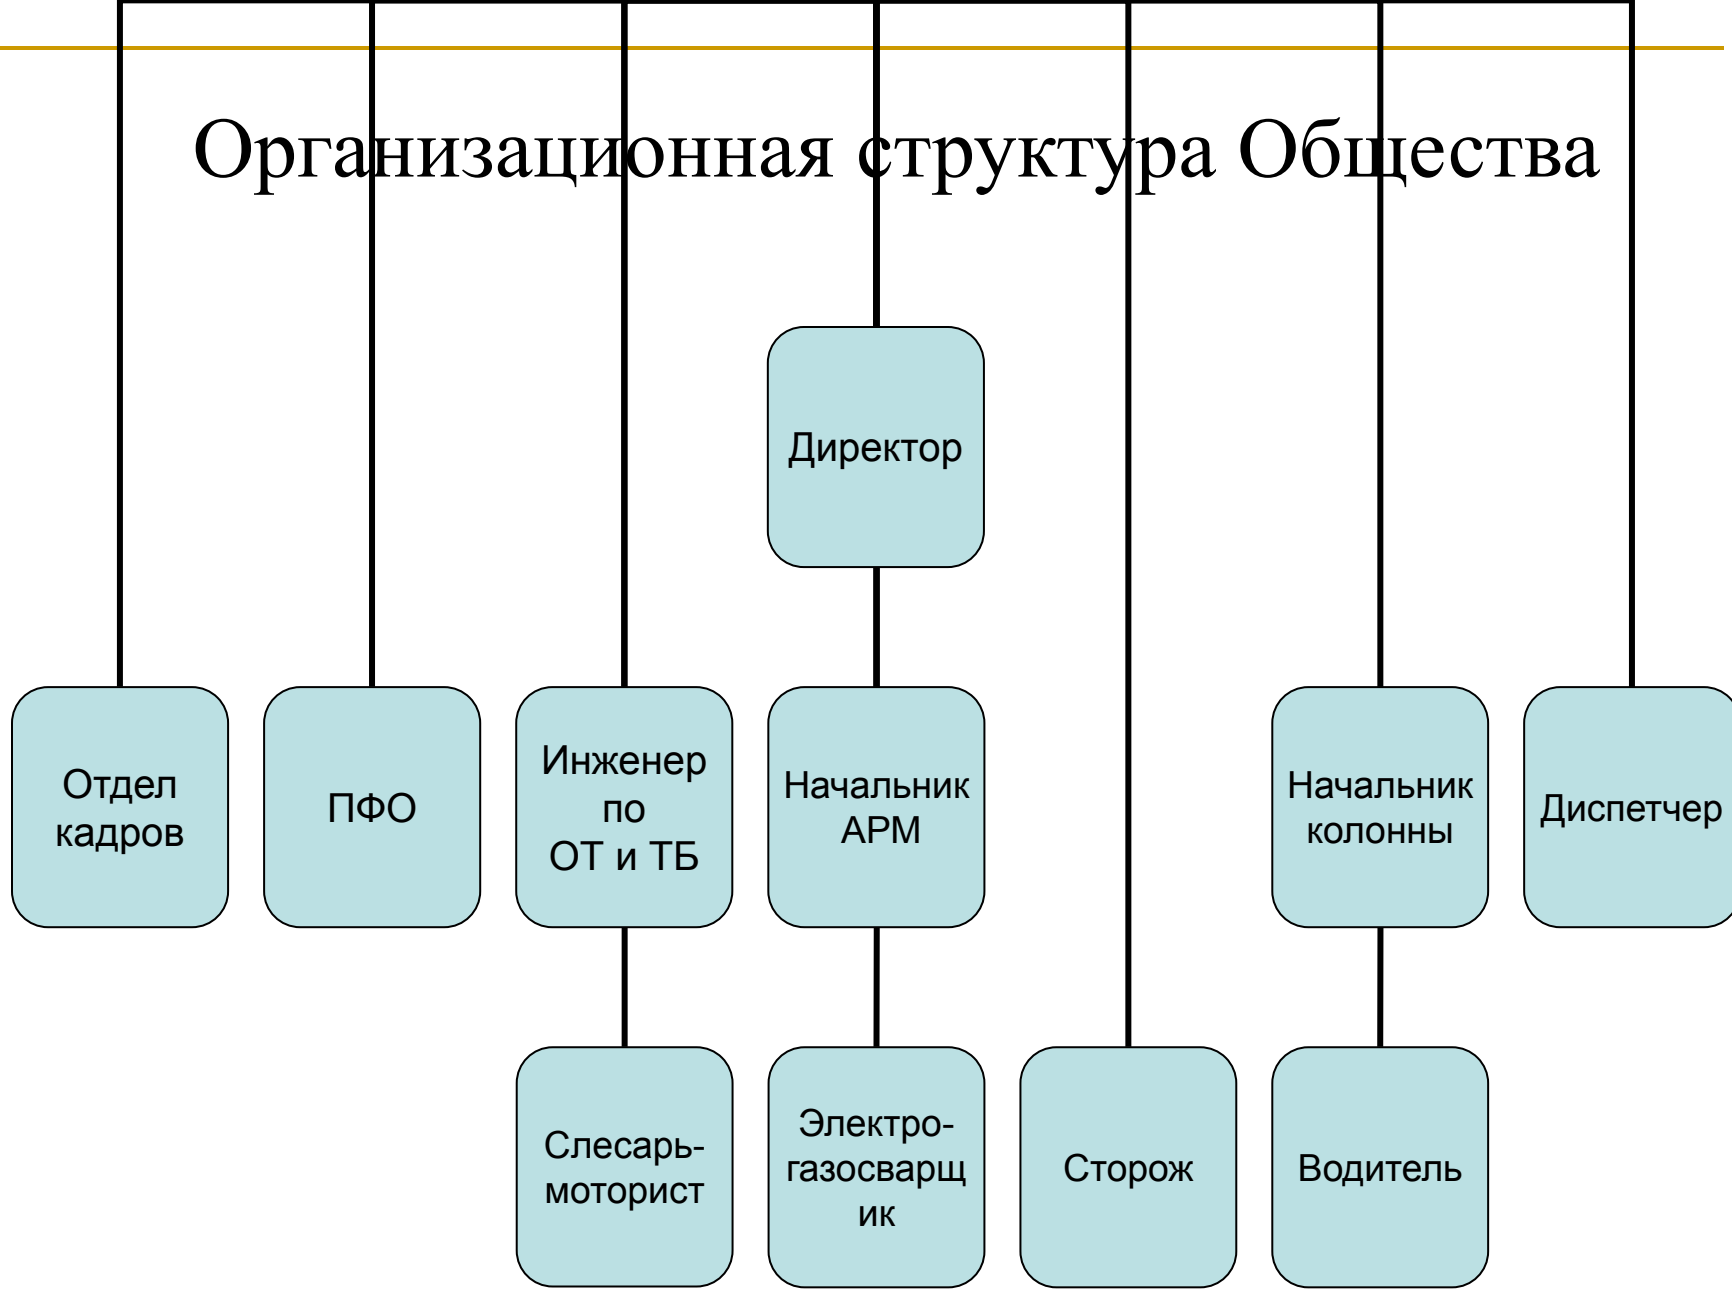 Организационная структура Общества
Директор
Отдел
кадров
ПФО
Инженер
по
ОТ и ТБ
Начальник
АРМ
Начальник
колонны
Диспетчер
Слесарь-
моторист
Электро-
газосварщ
ик
Сторож
Водитель